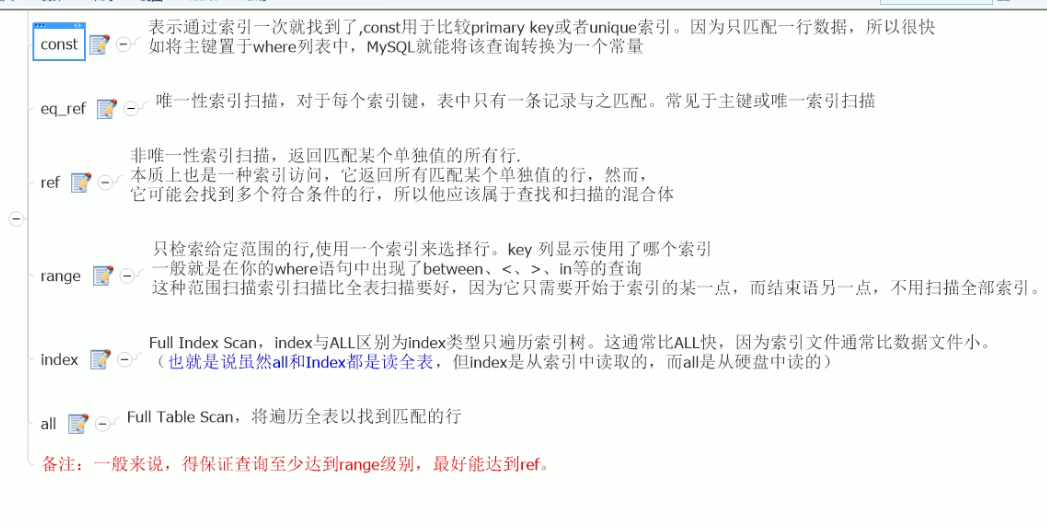 const
表示通过索引一次就找到了,const用于比较primary key或者unique索引。因为只匹配一行数据，所以很快
如将主键置于where列表中，MySQL就能将该查询转换为一个常量
eq_ref
唯一性索引扫描，对于每个索引键，表中只有一条记录与之匹配。常见于主键或唯一索引扫描
ref
非唯一性索引扫描，返回匹配某个单独值的所有行.
本质上也是一种索引访问，它返回所有匹配某个单独值的行，然而，
它可能会找到多个符合条件的行，所以他应该属于查找和扫描的混合体
range
只检索给定范围的行,使用一个索引来选择行。key 列显示使用了哪个索引
一般就是在你的where语句中出现了between、<、>、in等的查询
这种范围扫描索引扫描比全表扫描要好，因为它只需要开始于索引的某一点，而结束语另一点，不用扫描全部索引。
index
Full Index Scan，index与ALL区别为index类型只遍历索引树。这通常比ALL快，因为索引文件通常比数据文件小。
（也就是说虽然all和Index都是读全表，但index是从索引中读取的，而all是从硬盘中读的）
all
Full Table Scan，将遍历全表以找到匹配的行
备注：一般来说，得保证查询至少达到range级别，最好能达到ref。